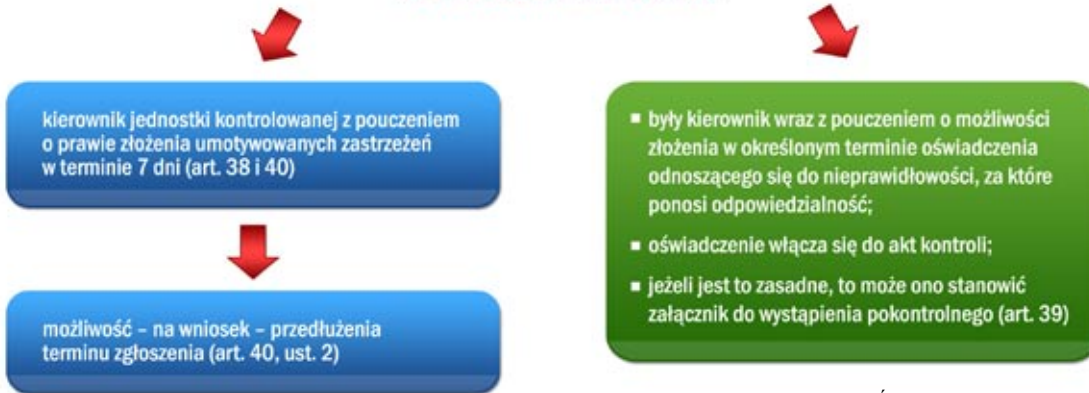 kierownik jednostki kontrolowanej z pouczeniem
o prawie złożenia umotywowanych zastrzeżeń
w terminie 7 dni (art. 38 i 40)
możliwość – na wniosek – przedłużenia
terminu zgłoszenia (art. 40, ust. 2)
▪ były kierownik wraz z pouczeniem o możliwości
złożenia w określonym terminie oświadczenia
odnoszącego się do nieprawidłowości, za które
ponosi odpowiedzialność;
▪ oświadczenie włącza się do akt kontroli;
▪ jeżeli jest to zasadne, to może ono stanowić
załącznik do wystąpienia pokontrolnego (art. 39)